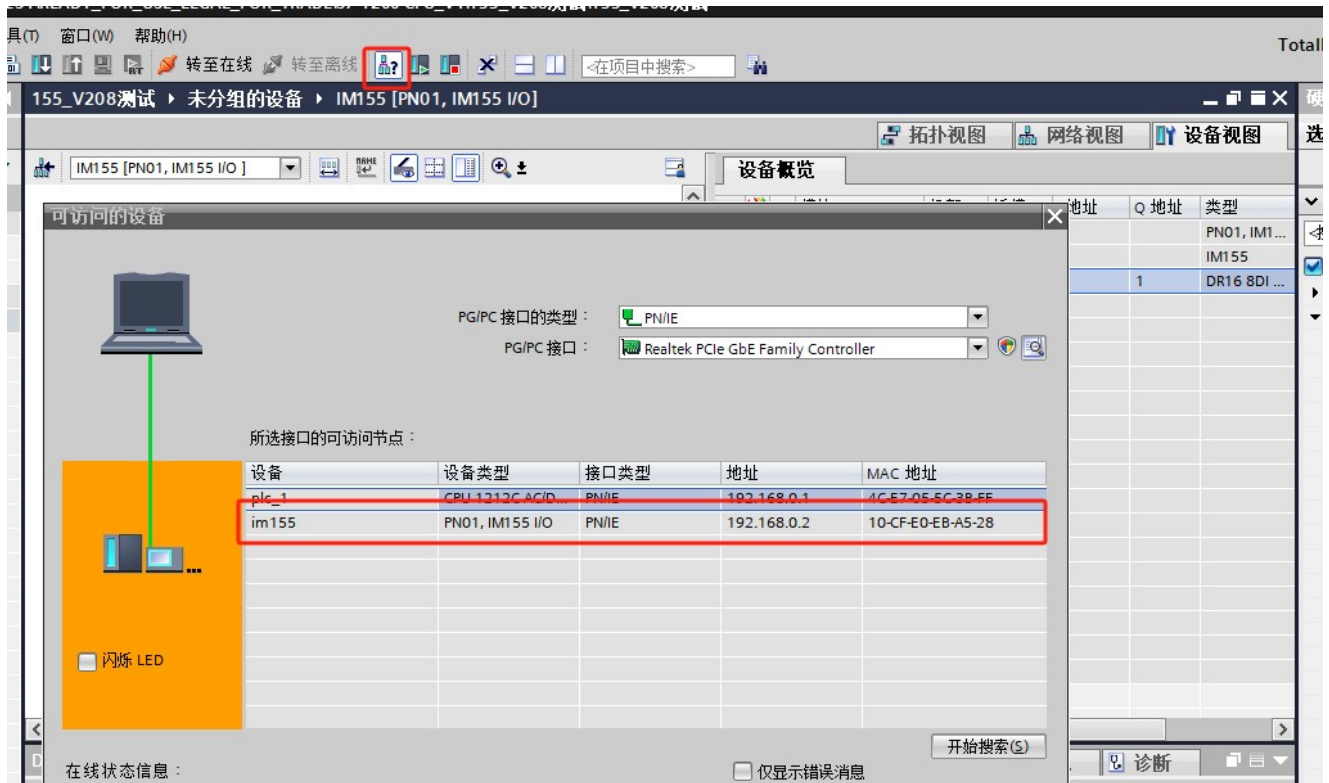 具(T) 窗口(W) 帮助(H)
Totall
转至在线 转至离线 <在项目中搜索>
155_V208测试 ▸ 未分组的设备 ▸ IM155 [PN01, IM155 I/O]
拓扑视图 网络视图 设备视图
IM155 [PN01, IM155 I/O ]
设备概览
可访问的设备
地址 Q 地址 类型
PN01, IM1...
IM155
1 DR16 8DI ...
PG/PC 接口的类型： PN/IE
PG/PC 接口： Realtek PCIe GbE Family Controller
所选接口的可访问节点：
设备 设备类型 接口类型 地址 MAC 地址
plc_1 CPU 1212C AC/D... PN/IE 192.168.0.1 4C-E7-05-5C-3B-FF
im155 PN01, IM155 I/O PN/IE 192.168.0.2 10-CF-E0-EB-A5-28
闪烁 LED
开始搜索(S)
在线状态信息： 仅显示错误消息
诊断